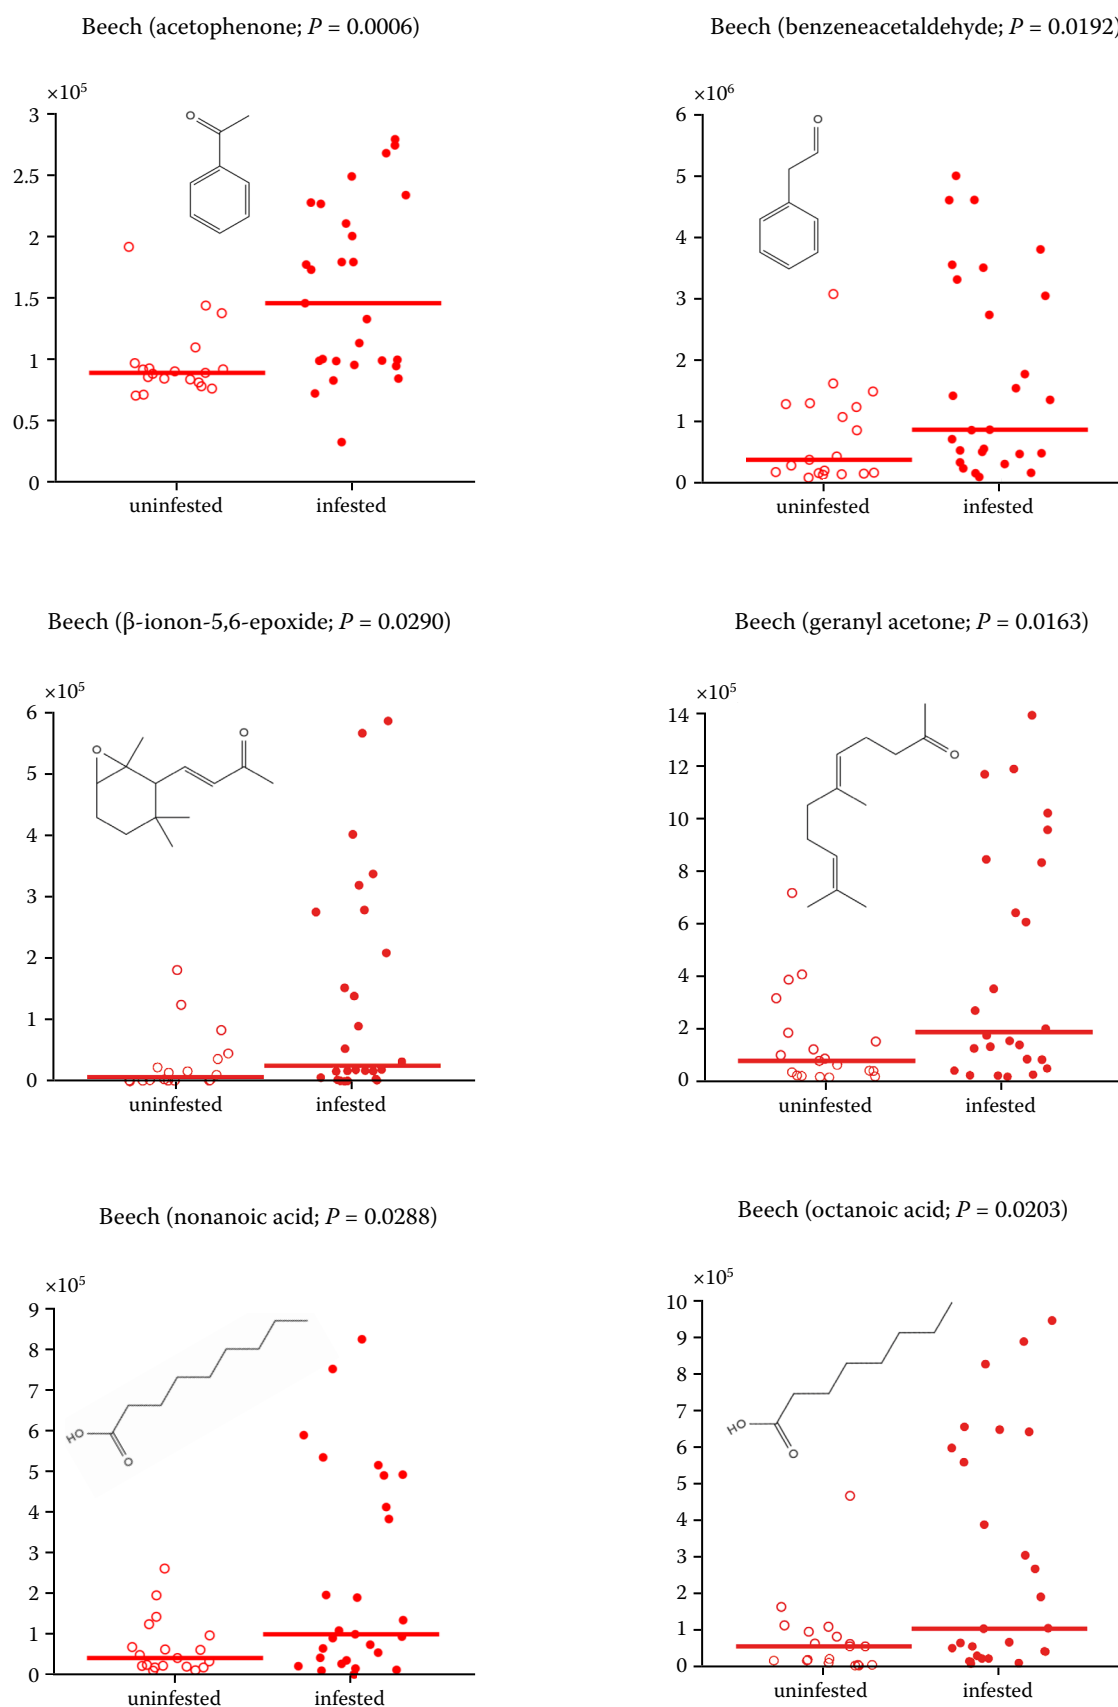 Beech (acetophenone; P = 0.0006)
×10⁵
3
2.5
2
1.5
1
0.5
0
O
uninfested
infested
Beech (benzeneacetaldehyde; P = 0.0192)
×10⁶
6
5
4
3
2
1
0
O
uninfested
infested
Beech (β-ionon-5,6-epoxide; P = 0.0290)
×10⁵
6
5
4
3
2
1
0
O
O
uninfested
infested
Beech (geranyl acetone; P = 0.0163)
×10⁵
14
12
10
8
6
4
2
0
O
uninfested
infested
Beech (nonanoic acid; P = 0.0288)
×10⁵
9
8
7
6
5
4
3
2
1
0
HO
O
uninfested
infested
Beech (octanoic acid; P = 0.0203)
×10⁵
10
9
8
7
6
5
4
3
2
1
0
HO
O
uninfested
infested